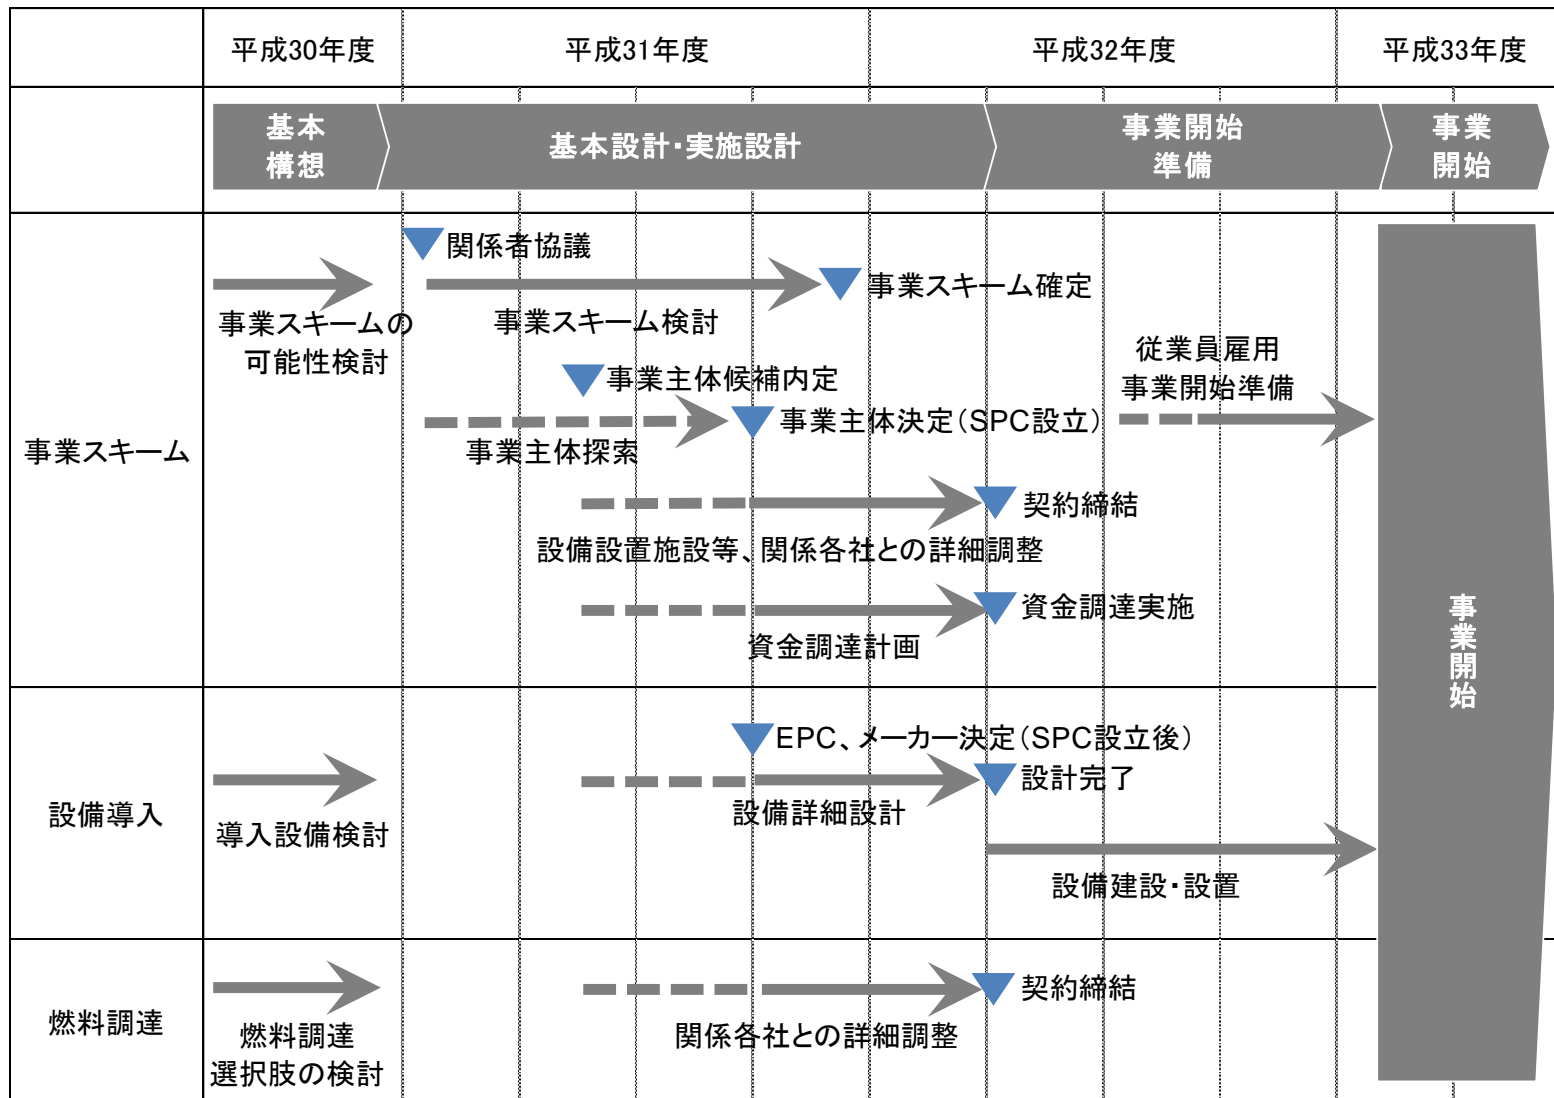 平成30年度
平成31年度
平成32年度
平成33年度
基本
構想
基本設計・実施設計
事業開始
準備
事業
開始
事業スキーム
関係者協議
事業スキームの
可能性検討
事業スキーム検討
事業スキーム確定
事業主体候補内定
事業主体探索
事業主体決定（SPC設立）
従業員雇用
事業開始準備
契約締結
設備設置施設等、関係各社との詳細調整
資金調達実施
資金調達計画
事業開始
設備導入
導入設備検討
EPC、メーカー決定（SPC設立後）
設計完了
設備詳細設計
設備建設・設置
燃料調達
燃料調達
選択肢の検討
契約締結
関係各社との詳細調整